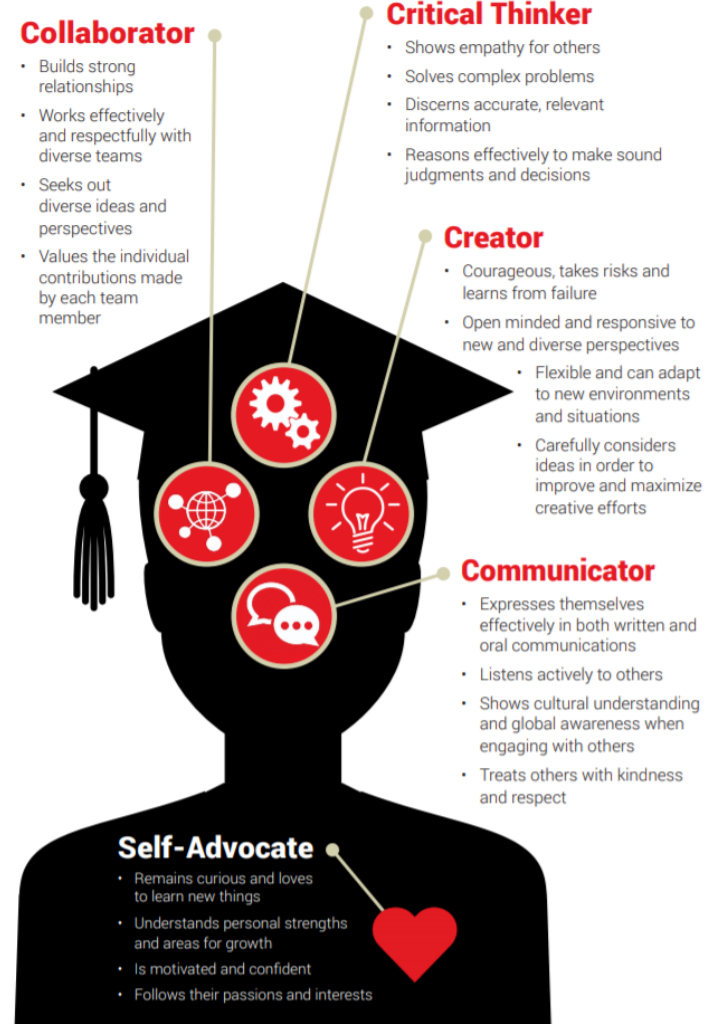 Collaborator
• Builds strong
relationships
• Works effectively
and respectfully with
diverse teams
• Seeks out
diverse ideas and
perspectives
• Values the individual
contributions made
by each team
member
Critical Thinker
• Shows empathy for others
• Solves complex problems
• Discerns accurate, relevant
information
• Reasons effectively to make sound
judgments and decisions
Creator
• Courageous, takes risks and
learns from failure
• Open minded and responsive to
new and diverse perspectives
• Flexible and can adapt
to new environments
and situations
• Carefully considers
ideas in order to
improve and maximize
creative efforts
Communicator
• Expresses themselves
effectively in both written and
oral communications
• Listens actively to others
• Shows cultural understanding
and global awareness when
engaging with others
• Treats others with kindness
and respect
Self-Advocate
• Remains curious and loves
to learn new things
• Understands personal strengths
and areas for growth
• Is motivated and confident
• Follows their passions and interests